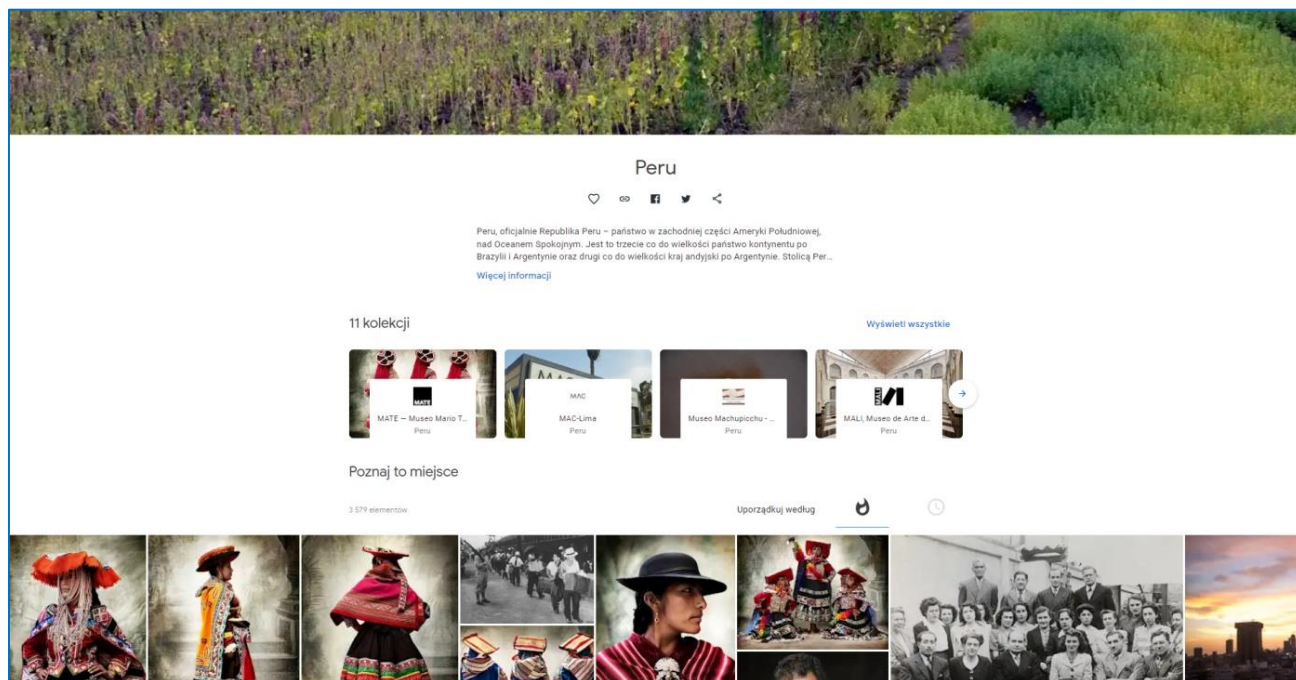 Peru
Peru, oficjalnie Republika Peru – państwo w zachodniej części Ameryki Południowej,
nad Oceanem Spokojnym. Jest to trzecie co do wielkości państwo kontynentu po
Brazylii i Argentynie oraz drugi co do wielkości kraj andyjski po Argentynie. Stolicą Per...
Więcej informacji
11 kolekcji
Wyświetl wszystkie
MAC
MATE
MAC
MALI
MATE — Museo Mario T...
MAC-Lima
Museo Machupicchu - ...
MALI, Museo de Arte d...
Peru
Peru
Peru
Peru
Poznaj to miejsce
3 579 elementów
Uporządkuj według